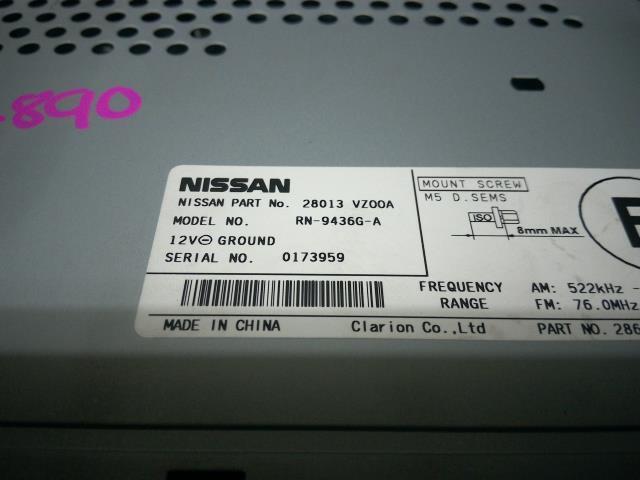 890
NISSAN
NISSAN PART No. 28013 VZ00A
MODEL NO. RN-9436G-A
12V⊖ GROUND
SERIAL NO. 0173959
MADE IN CHINA
Clarion Co.,Ltd
MOUNT SCREW
M5 D.SEMS
ISO
8mm MAX
FREQUENCY RANGE
AM: 522kHz -
FM: 76.0MHz
PART NO. 286